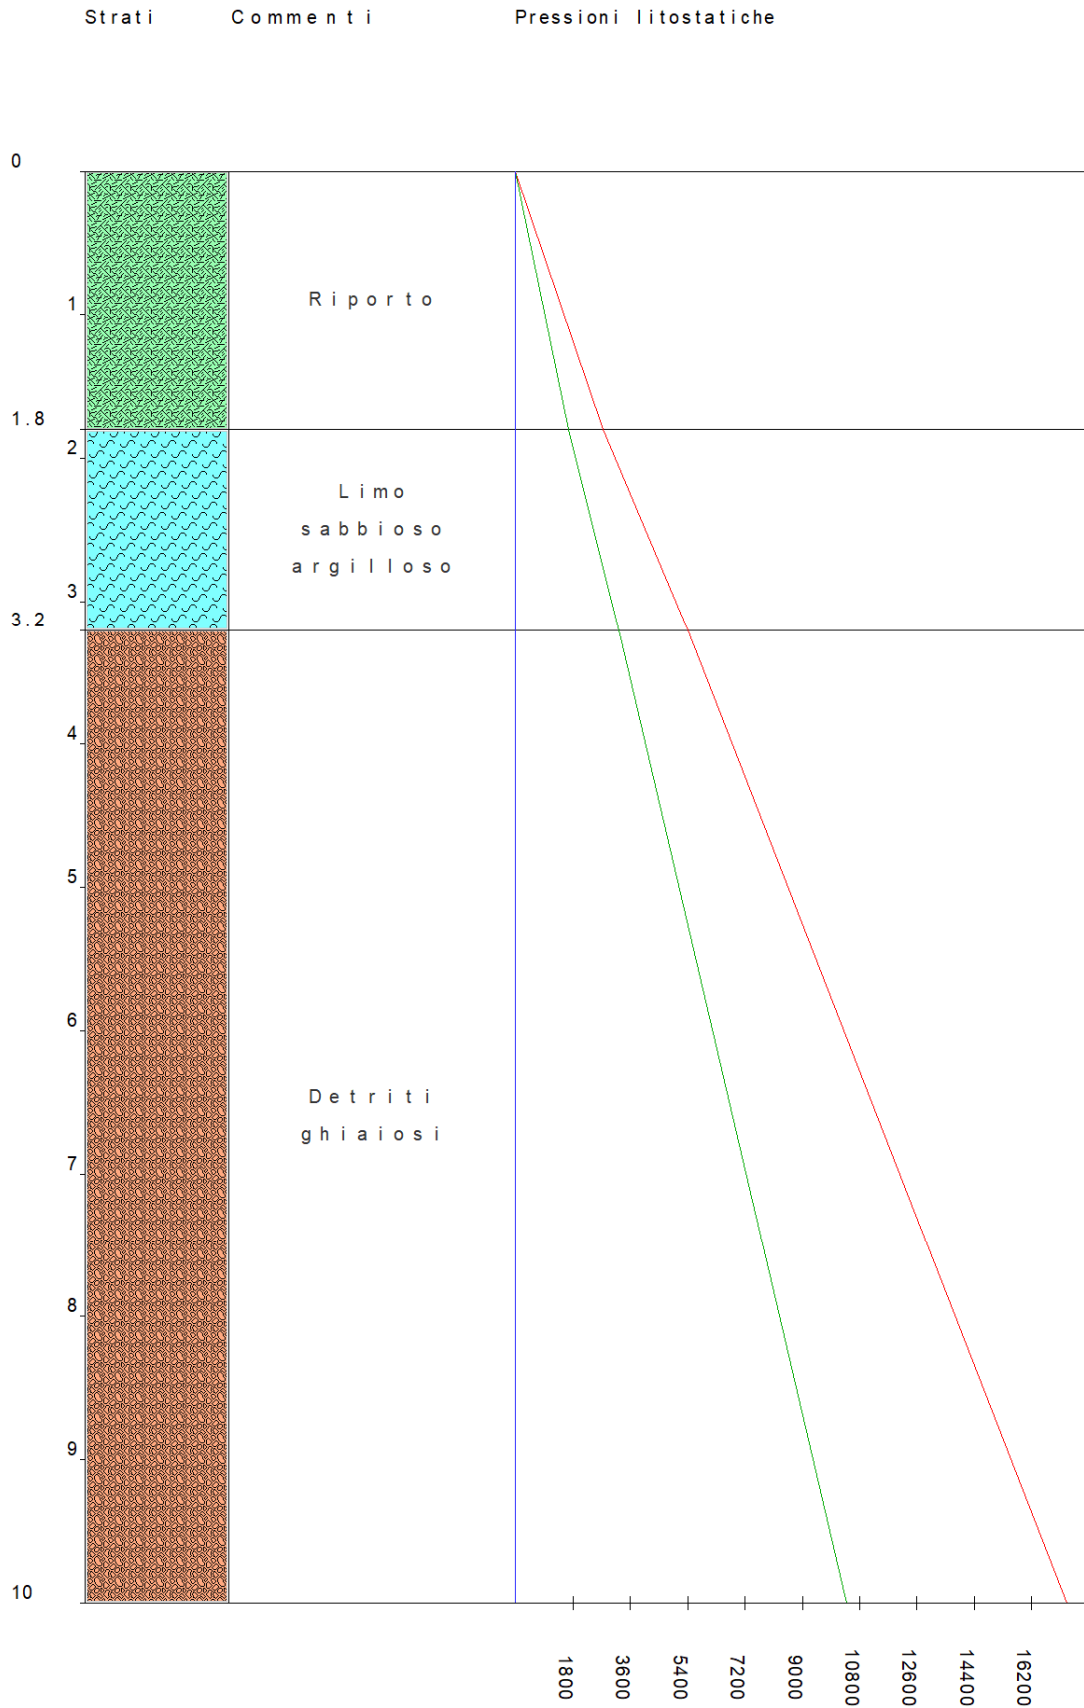 Strati Commenti Pressioni litostatiche
0
1
Riporto
1.8
2
Limo
sabbioso
argilloso
3
3.2
4
5
6
Detriti
ghiaiosi
7
8
9
10
1800 3600 5400 7200 9000 10800 12600 14400 16200